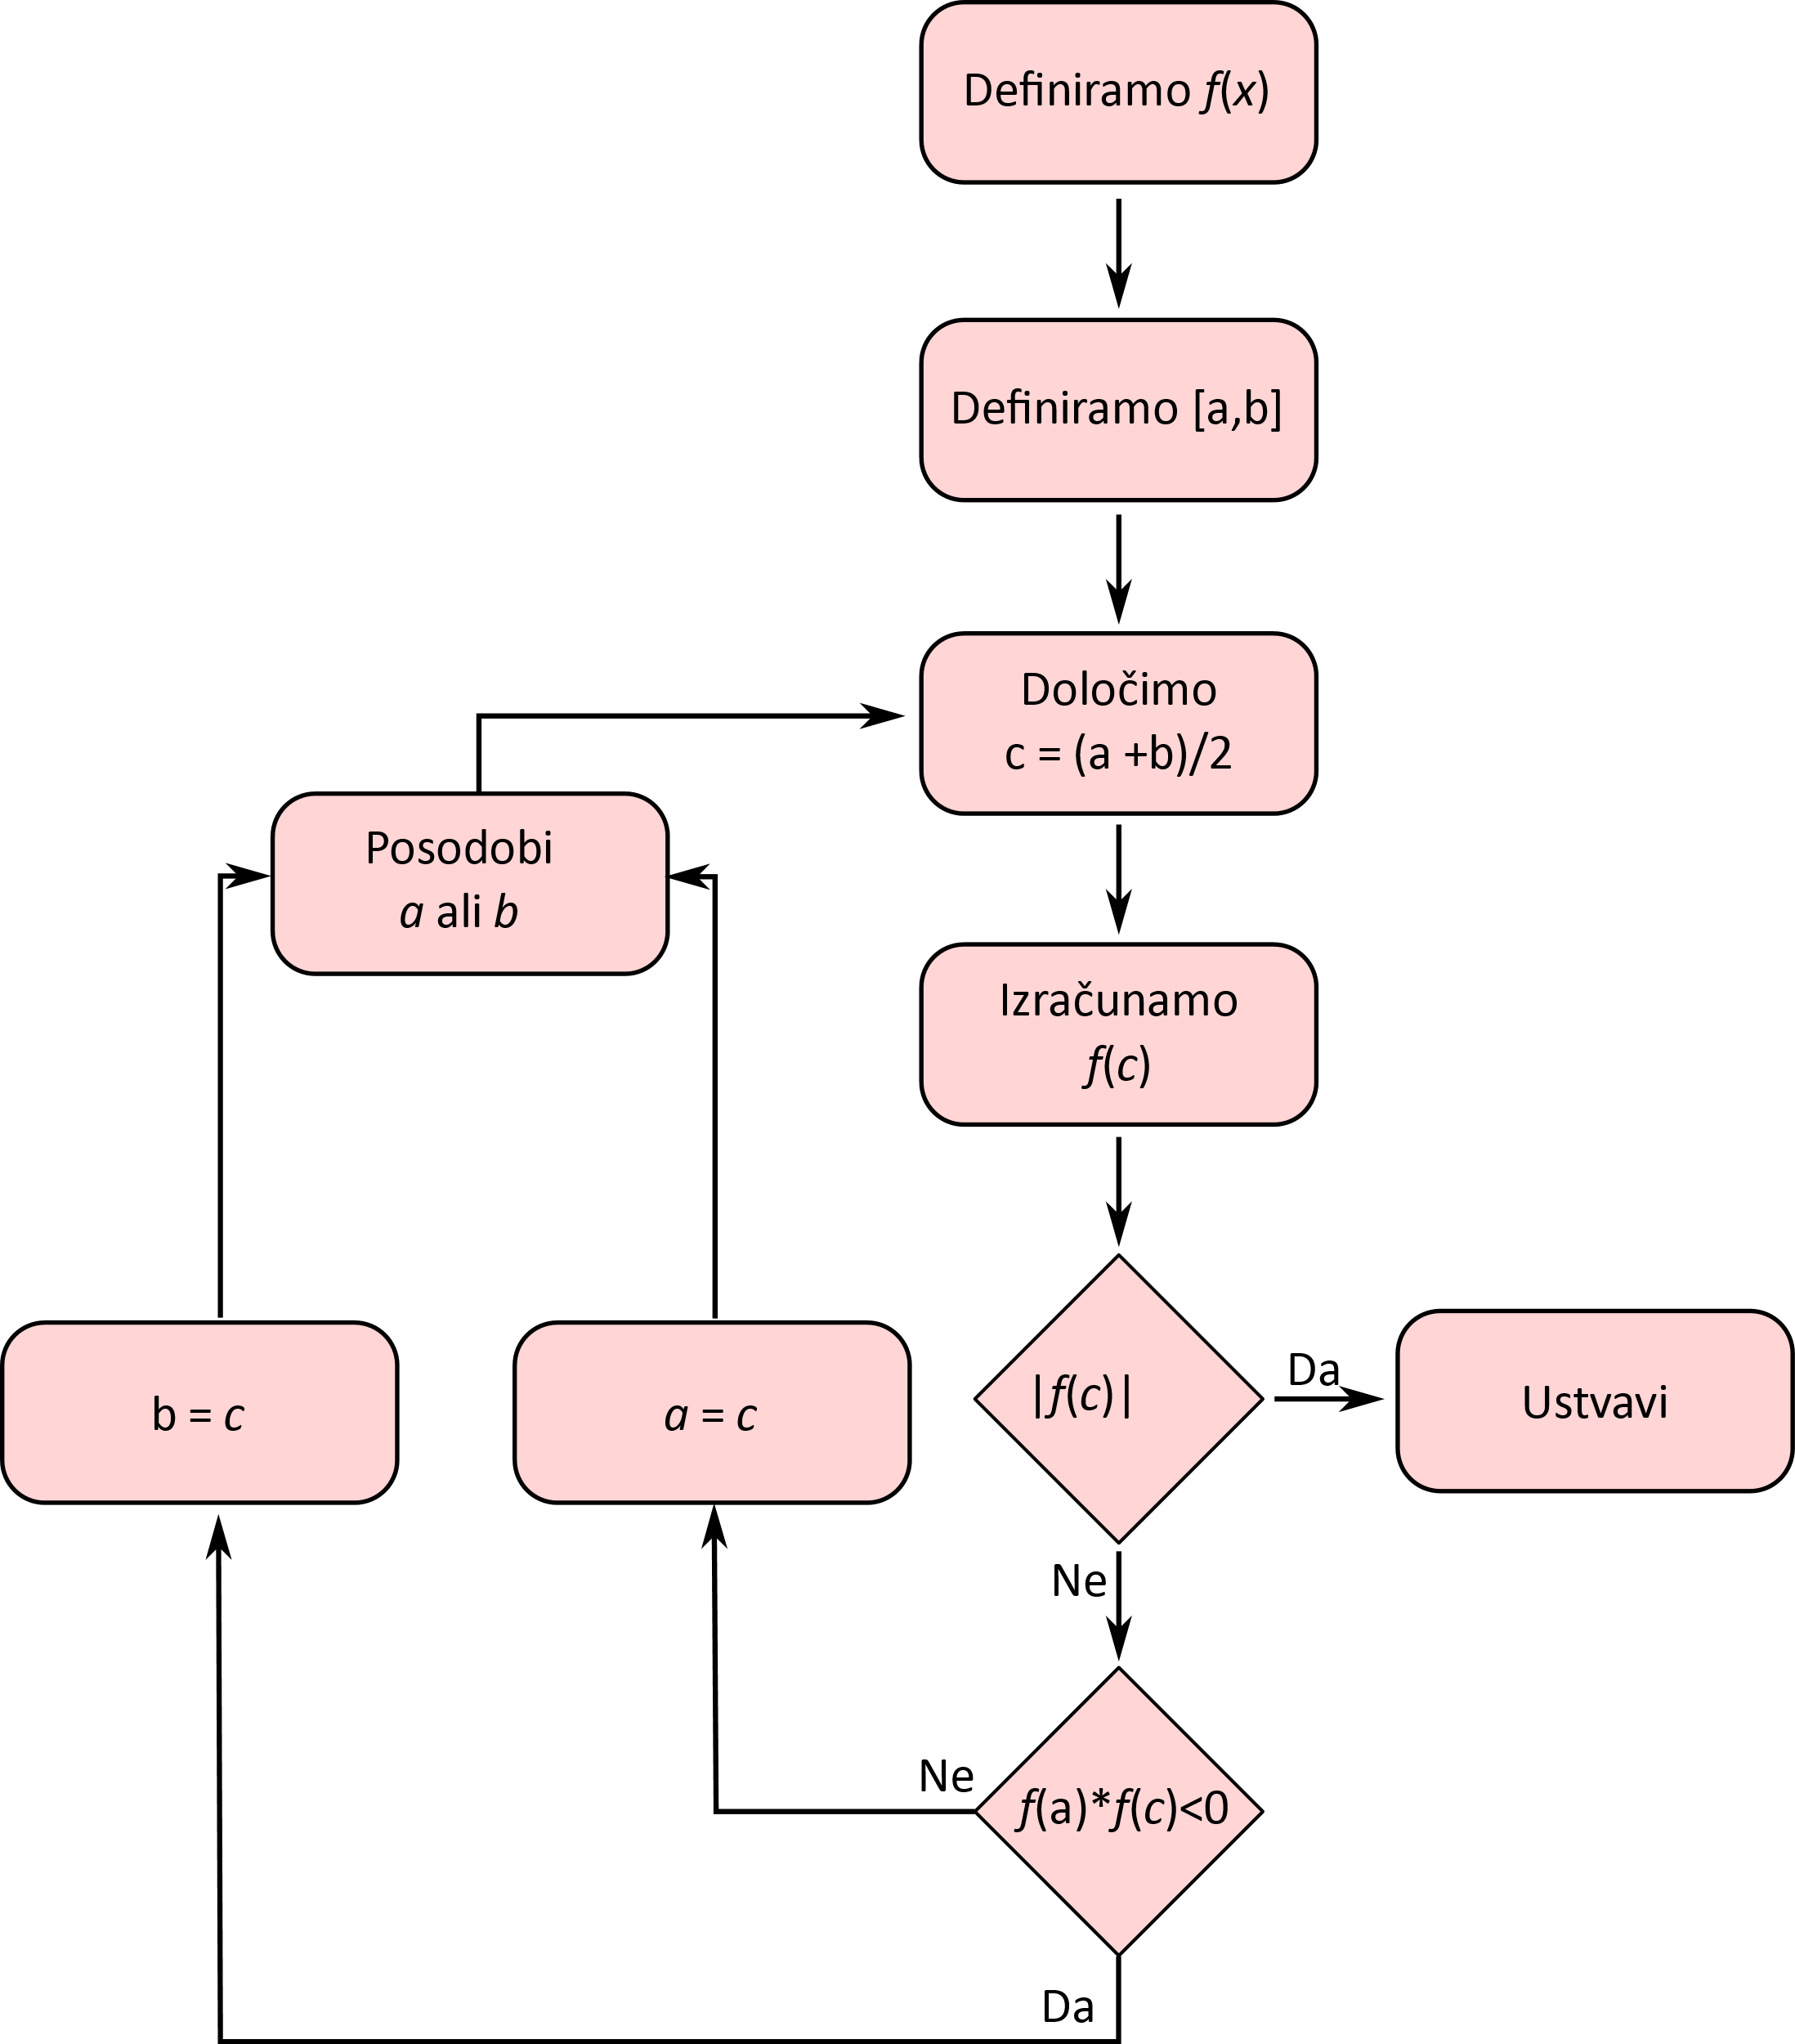 Definiramo f(x)
Definiramo [a,b]
Določimo
c = (a +b)/2
Posodobi
a ali b
Izračunamo
f(c)
b = c
a = c
|f(c)|
Da
Ustvavi
Ne
Ne
f(a)*f(c)<0
Da